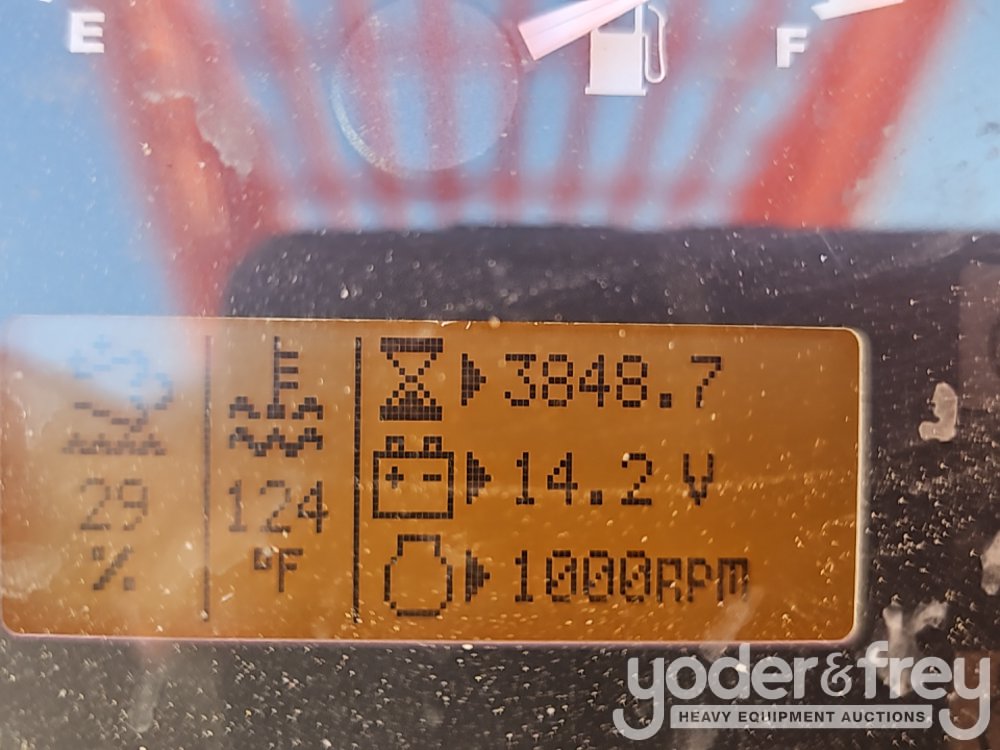 E F
3848.7
14.2 V
1000RPM
29
%
124
°F
yoder&frey
HEAVY EQUIPMENT AUCTIONS